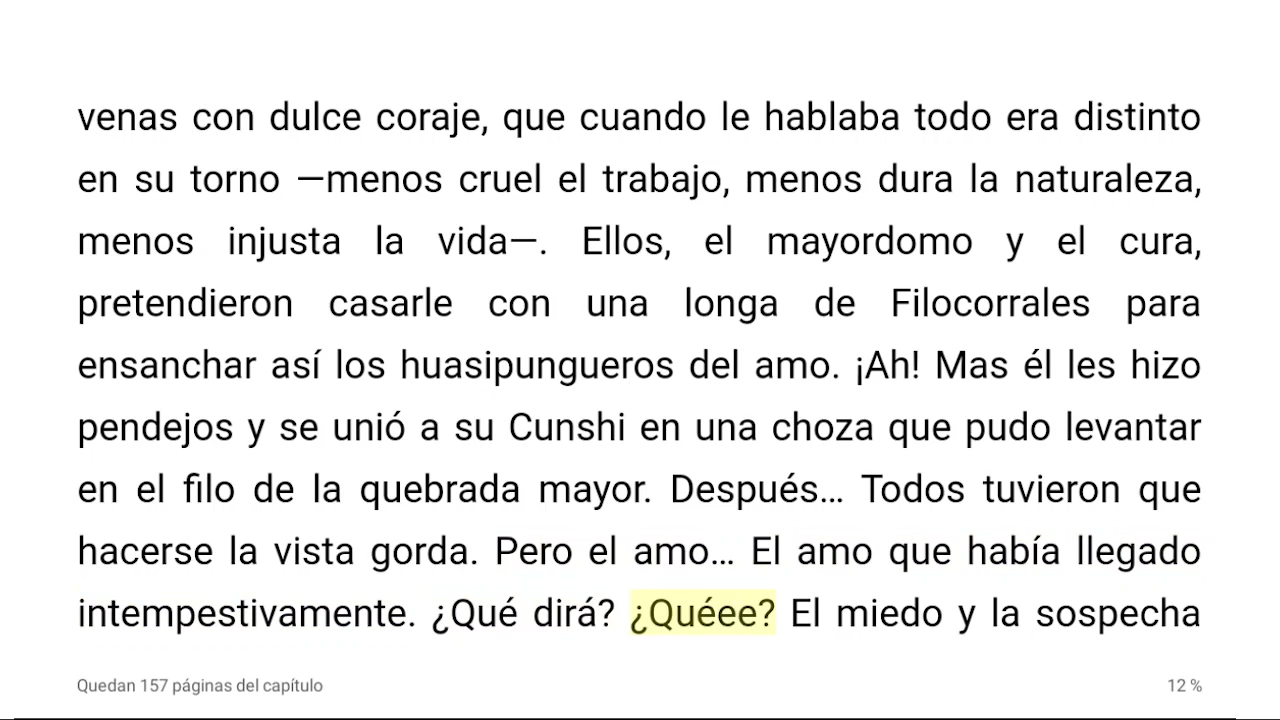 venas con dulce coraje, que cuando le hablaba todo era distinto
en su torno —menos cruel el trabajo, menos dura la naturaleza,
menos injusta la vida—. Ellos, el mayordomo y el cura,
pretendieron casarle con una longa de Filocorrales para
ensanchar así los huasipungueros del amo. ¡Ah! Mas él les hizo
pendejos y se unió a su Cunshi en una choza que pudo levantar
en el filo de la quebrada mayor. Después... Todos tuvieron que
hacerse la vista gorda. Pero el amo... El amo que había llegado
intempestivamente. ¿Qué dirá? ¿Quéee? El miedo y la sospecha
Quedan 157 páginas del capítulo
12 %